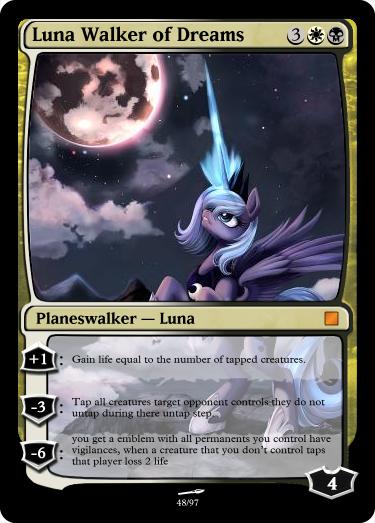 Luna Walker of Dreams 3
Planeswalker — Luna
+1: Gain life equal to the number of tapped creatures.
-3: Tap all creatures target opponent controls they do not
untap during there untap step.
-6: you get a emblem with all permanents you control have
vigilances, when a creature that you don't control taps
that player loss 2 life
4
48/97